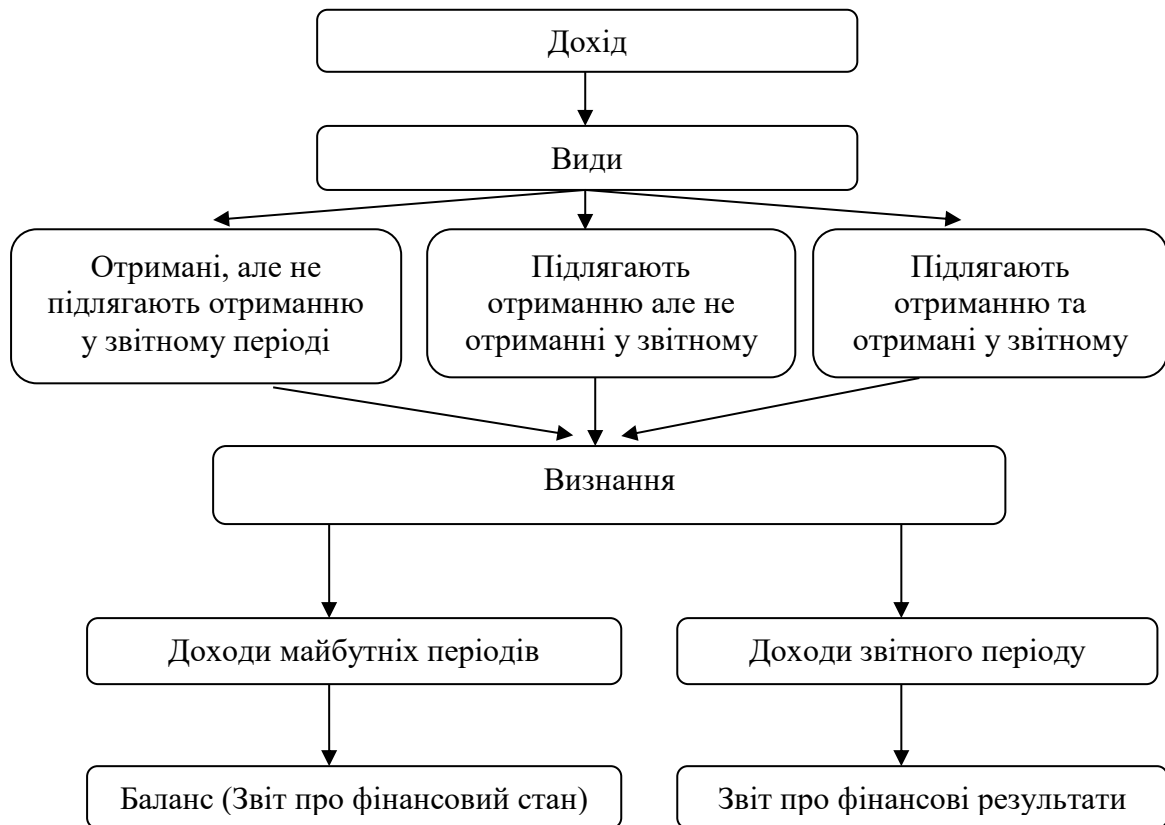 Дохід
Види
Отримані, але не
підлягають отриманню
у звітному періоді
Підлягають
отриманню але не
отриманні у звітному
Підлягають
отриманню та
отримані у звітному
Визнання
Доходи майбутніх періодів
Доходи звітного періоду
Баланс (Звіт про фінансовий стан)
Звіт про фінансові результати